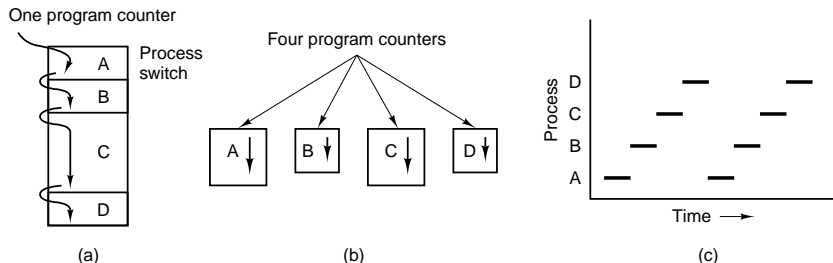 One program counter
Process
switch
A
B
C
D
(a)
Four program counters
A
B
C
D
(b)
Process
D
C
B
A
Time
(c)